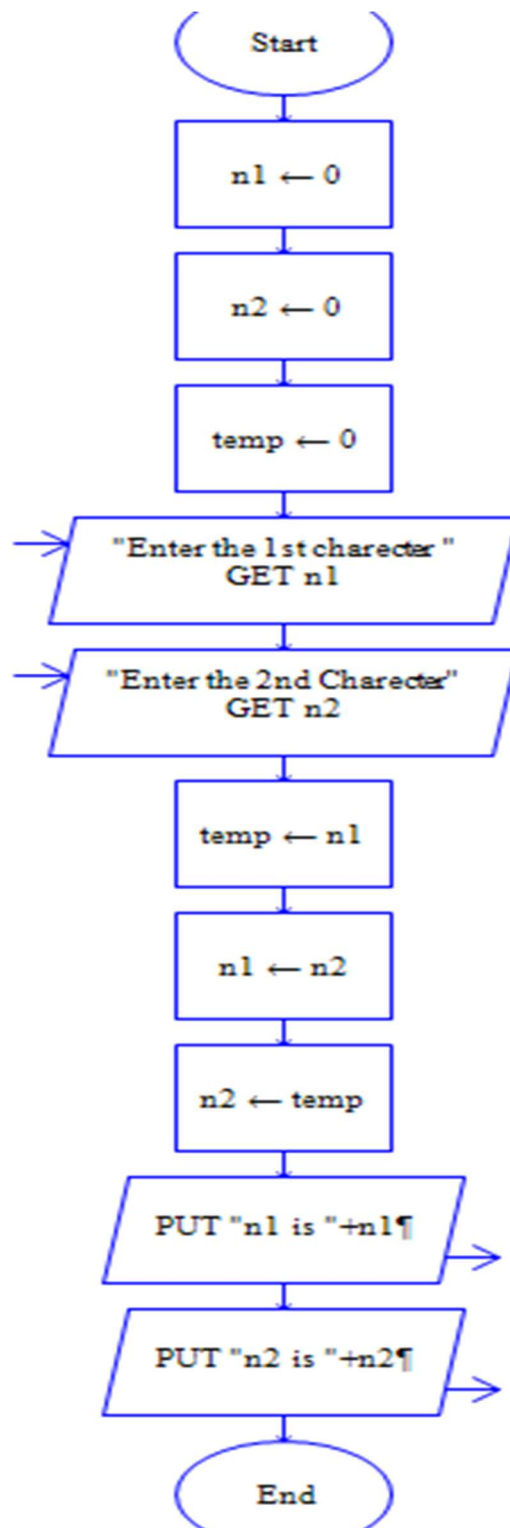 Start
n1 ← 0
n2 ← 0
temp ← 0
"Enter the 1st charecter "
GET n1
"Enter the 2nd Charecter"
GET n2
temp ← n1
n1 ← n2
n2 ← temp
PUT "n1 is "+n1¶
PUT "n2 is "+n2¶
End